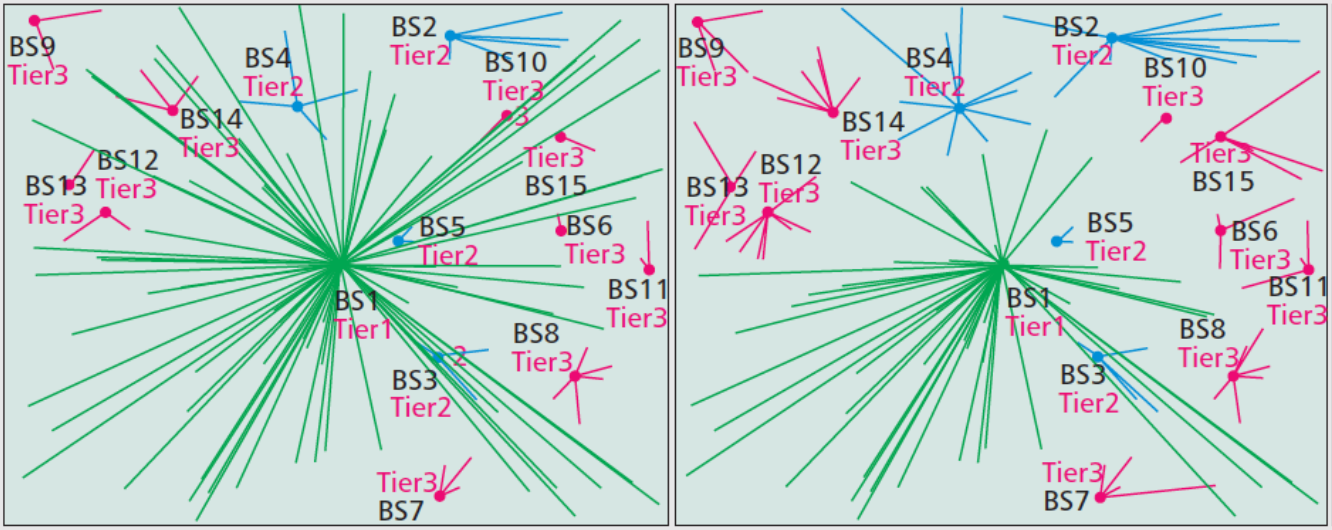 BS9
Tier3
BS4
Tier2
BS2
Tier2
BS10
Tier3
3
BS14
Tier3
Tier3
BS15
BS12
Tier3
BS13
Tier3
BS5
Tier2
BS6
Tier3
BS11
Tier3
BS1
Tier1
BS8
Tier3
2
BS3
Tier2
Tier3
BS7
BS9
Tier3
BS4
Tier2
BS2
Tier2
BS10
Tier3
BS14
Tier3
Tier3
BS15
BS12
Tier3
BS13
Tier3
BS5
Tier2
BS6
Tier3
BS11
Tier3
BS1
Tier1
BS8
Tier3
BS3
Tier2
Tier3
BS7